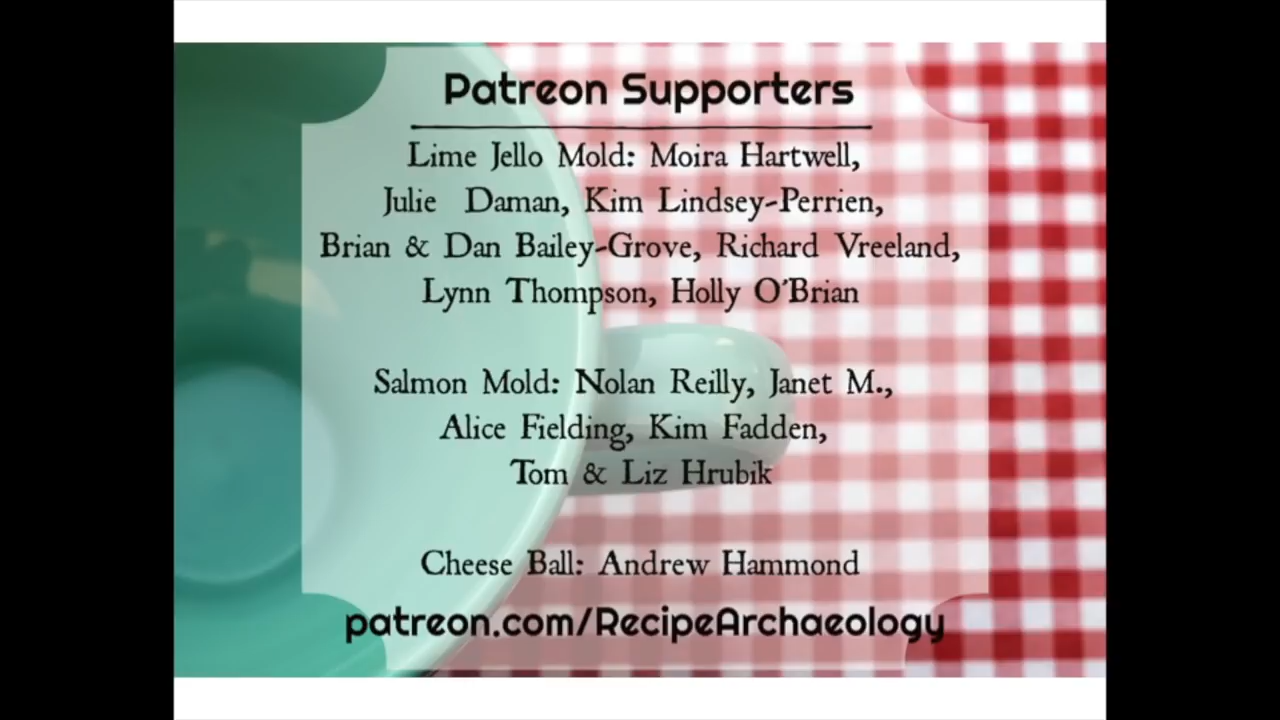 Patreon Supporters
Lime Jello Mold: Moira Hartwell,
Julie Daman, Kim Lindsey-Perrien,
Brian & Dan Bailey-Grove, Richard Vreeland,
Lynn Thompson, Holly O'Brian
Salmon Mold: Nolan Reilly, Janet M.,
Alice Fielding, Kim Fadden,
Tom & Liz Hrubik
Cheese Ball: Andrew Hammond
patreon.com/RecipeArchaeology